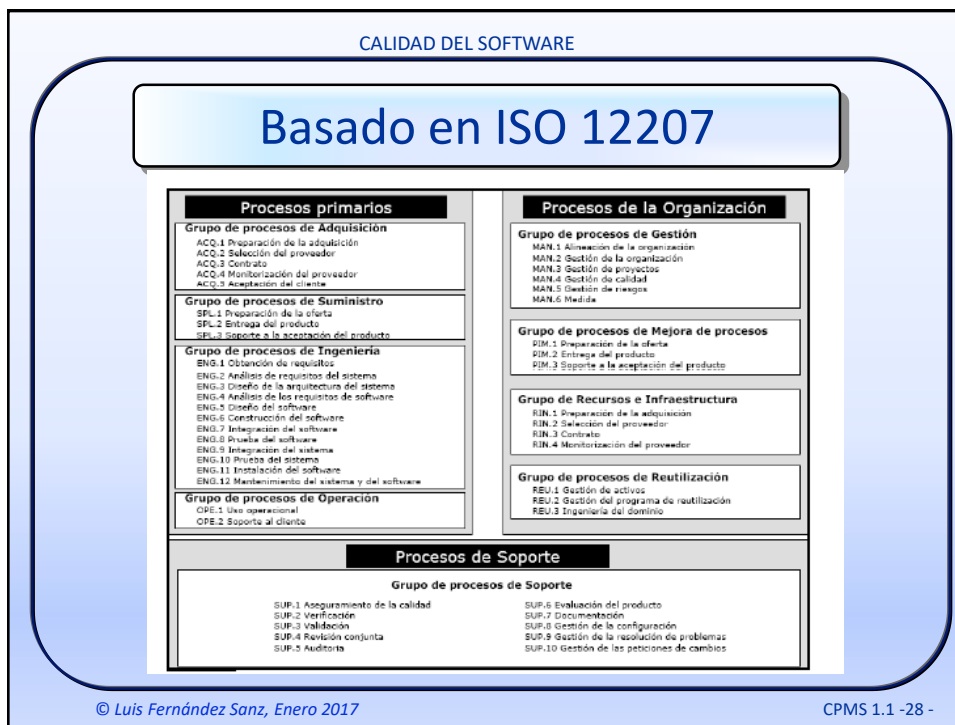 CALIDAD DEL SOFTWARE
Basado en ISO 12207
Procesos primarios
Grupo de procesos de Adquisición
ACQ.1 Preparación de la adquisición
ACQ.2 Selección del proveedor
ACQ.3 Contrato
ACQ.4 Monitorización del proveedor
ACQ.5 Aceptación del cliente
Grupo de procesos de Suministro
SPL.1 Preparación de la oferta
SPL.2 Entrega del producto
SPL.3 Soporte a la aceptación del producto
Grupo de procesos de Ingeniería
ENG.1 Obtención de requisitos
ENG.2 Análisis de requisitos del sistema
ENG.3 Diseño de la arquitectura del sistema
ENG.4 Análisis de los requisitos de software
ENG.5 Diseño del software
ENG.6 Construcción del software
ENG.7 Integración del software
ENG.8 Prueba del software
ENG.9 Integración del sistema
ENG.10 Prueba del sistema
ENG.11 Instalación del software
ENG.12 Mantenimiento del sistema y del software
Grupo de procesos de Operación
OPE.1 Uso operacional
OPE.2 Soporte al cliente
Procesos de la Organización
Grupo de procesos de Gestión
MAN.1 Alineación de la organización
MAN.2 Gestión de la organización
MAN.3 Gestión de proyectos
MAN.4 Gestión de calidad
MAN.5 Gestión de riesgos
MAN.6 Medida
Grupo de procesos de Mejora de procesos
PIM.1 Preparación de la oferta
PIM.2 Entrega del producto
PIM.3 Soporte a la aceptación del producto
Grupo de Recursos e Infraestructura
RIN.1 Preparación de la adquisición
RIN.2 Selección del proveedor
RIN.3 Contrato
RIN.4 Monitorización del proveedor
Grupo de procesos de Reutilización
REU.1 Gestión de activos
REU.2 Gestión del programa de reutilización
REU.3 Ingeniería del dominio
Procesos de Soporte
Grupo de procesos de Soporte
SUP.1 Aseguramiento de la calidad
SUP.2 Verificación
SUP.3 Validación
SUP.4 Revisión conjunta
SUP.5 Auditoria
SUP.6 Evaluación del producto
SUP.7 Documentación
SUP.8 Gestión de la configuración
SUP.9 Gestión de la resolución de problemas
SUP.10 Gestión de las peticiones de cambios
© Luis Fernández Sanz, Enero 2017
CPMS 1.1 -28 -